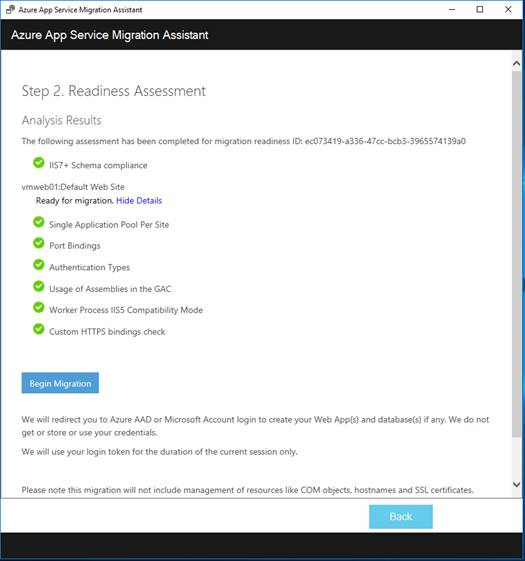 Azure App Service Migration Assistant
Azure App Service Migration Assistant
Step 2. Readiness Assessment
Analysis Results
The following assessment has been completed for migration readiness ID: ec073419-a336-47cc-bcb3-3965574139a0
IIS7+ Schema compliance
vmweb01:Default Web Site
Ready for migration. Hide Details
Single Application Pool Per Site
Port Bindings
Authentication Types
Usage of Assemblies in the GAC
Worker Process IIS5 Compatibility Mode
Custom HTTPS bindings check
Begin Migration
We will redirect you to Azure AAD or Microsoft Account login to create your Web App(s) and database(s) if any. We do not
get or store or use your credentials.
We will use your login token for the duration of the current session only.
Please note this migration will not include management of resources like COM objects, hostnames and SSL certificates.
Back